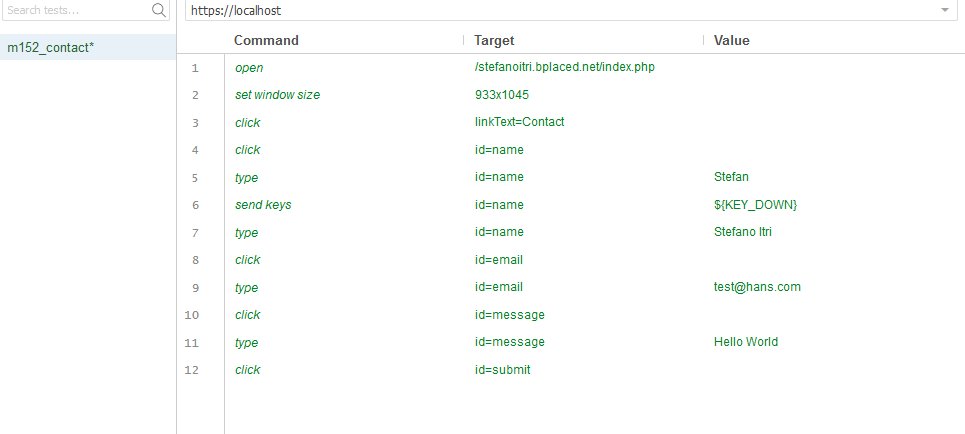 Search tests...
https://localhost
m152_contact*
Command Target Value
1 open /stefanoitri.bplaced.net/index.php
2 set window size 933x1045
3 click linkText=Contact
4 click id=name
5 type id=name Stefan
6 send keys id=name ${KEY_DOWN}
7 type id=name Stefano Itri
8 click id=email
9 type id=email test@hans.com
10 click id=message
11 type id=message Hello World
12 click id=submit